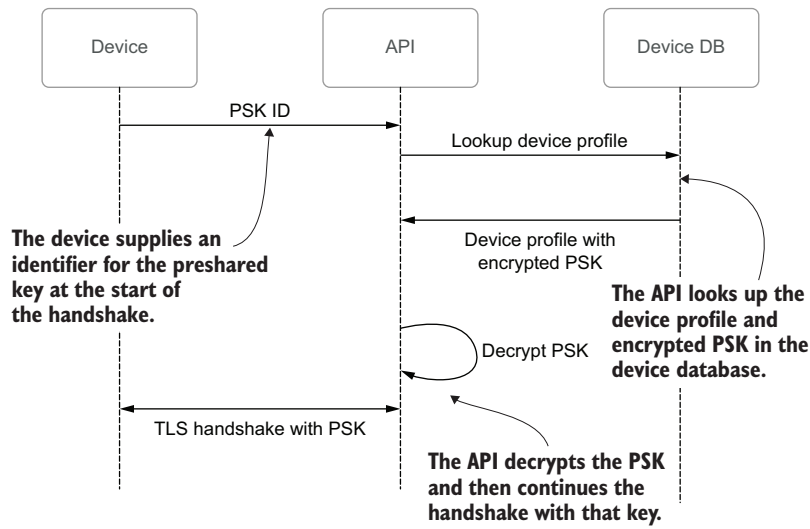 Device
API
Device DB
PSK ID
Lookup device profile
The device supplies an
identifier for the preshared
key at the start of
the handshake.
Device profile with
encrypted PSK
The API looks up the
device profile and
encrypted PSK in the
device database.
Decrypt PSK
TLS handshake with PSK
The API decrypts the PSK
and then continues the
handshake with that key.